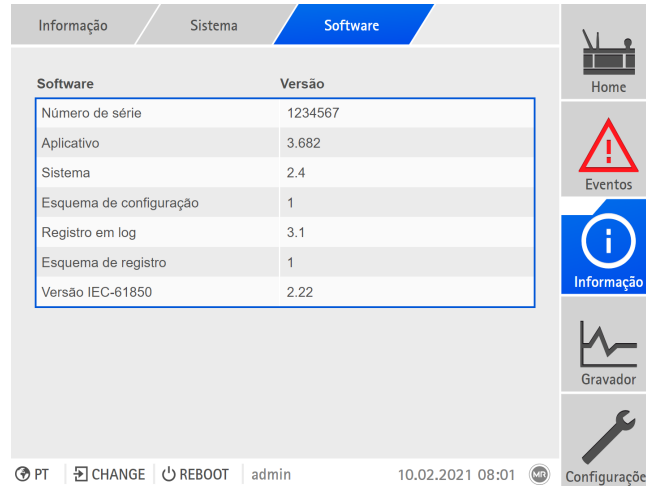 Informação Sistema Software
Software Versão
Número de série 1234567
Aplicativo 3.682
Sistema 2.4
Esquema de configuração 1
Registro em log 3.1
Esquema de registro 1
Versão IEC-61850 2.22
Home
Eventos
Informação
Gravador
Configuraçõe
PT CHANGE REBOOT admin 10.02.2021 08:01 MR